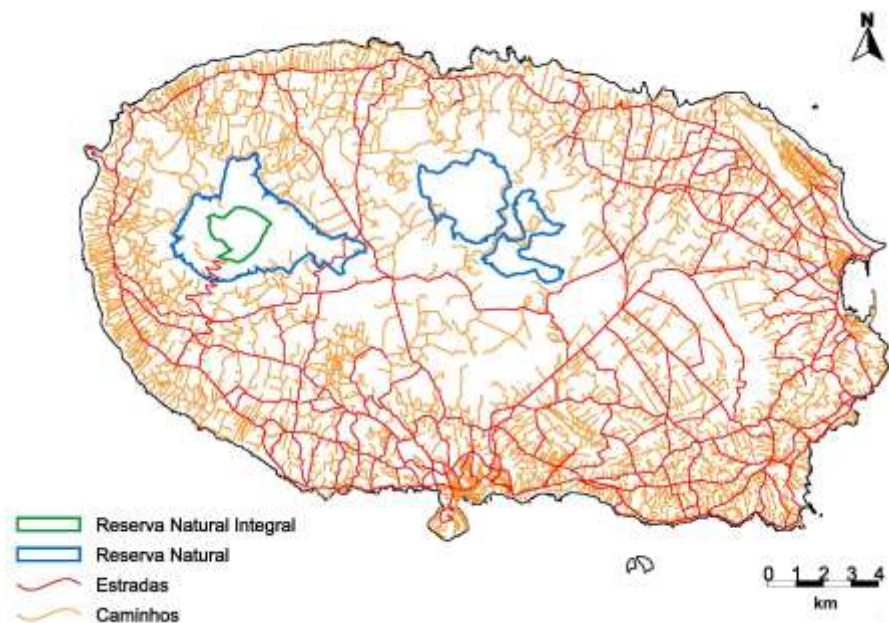 N
Reserva Natural Integral
Reserva Natural
Estradas
Caminhos
0 1 2 3 4
km